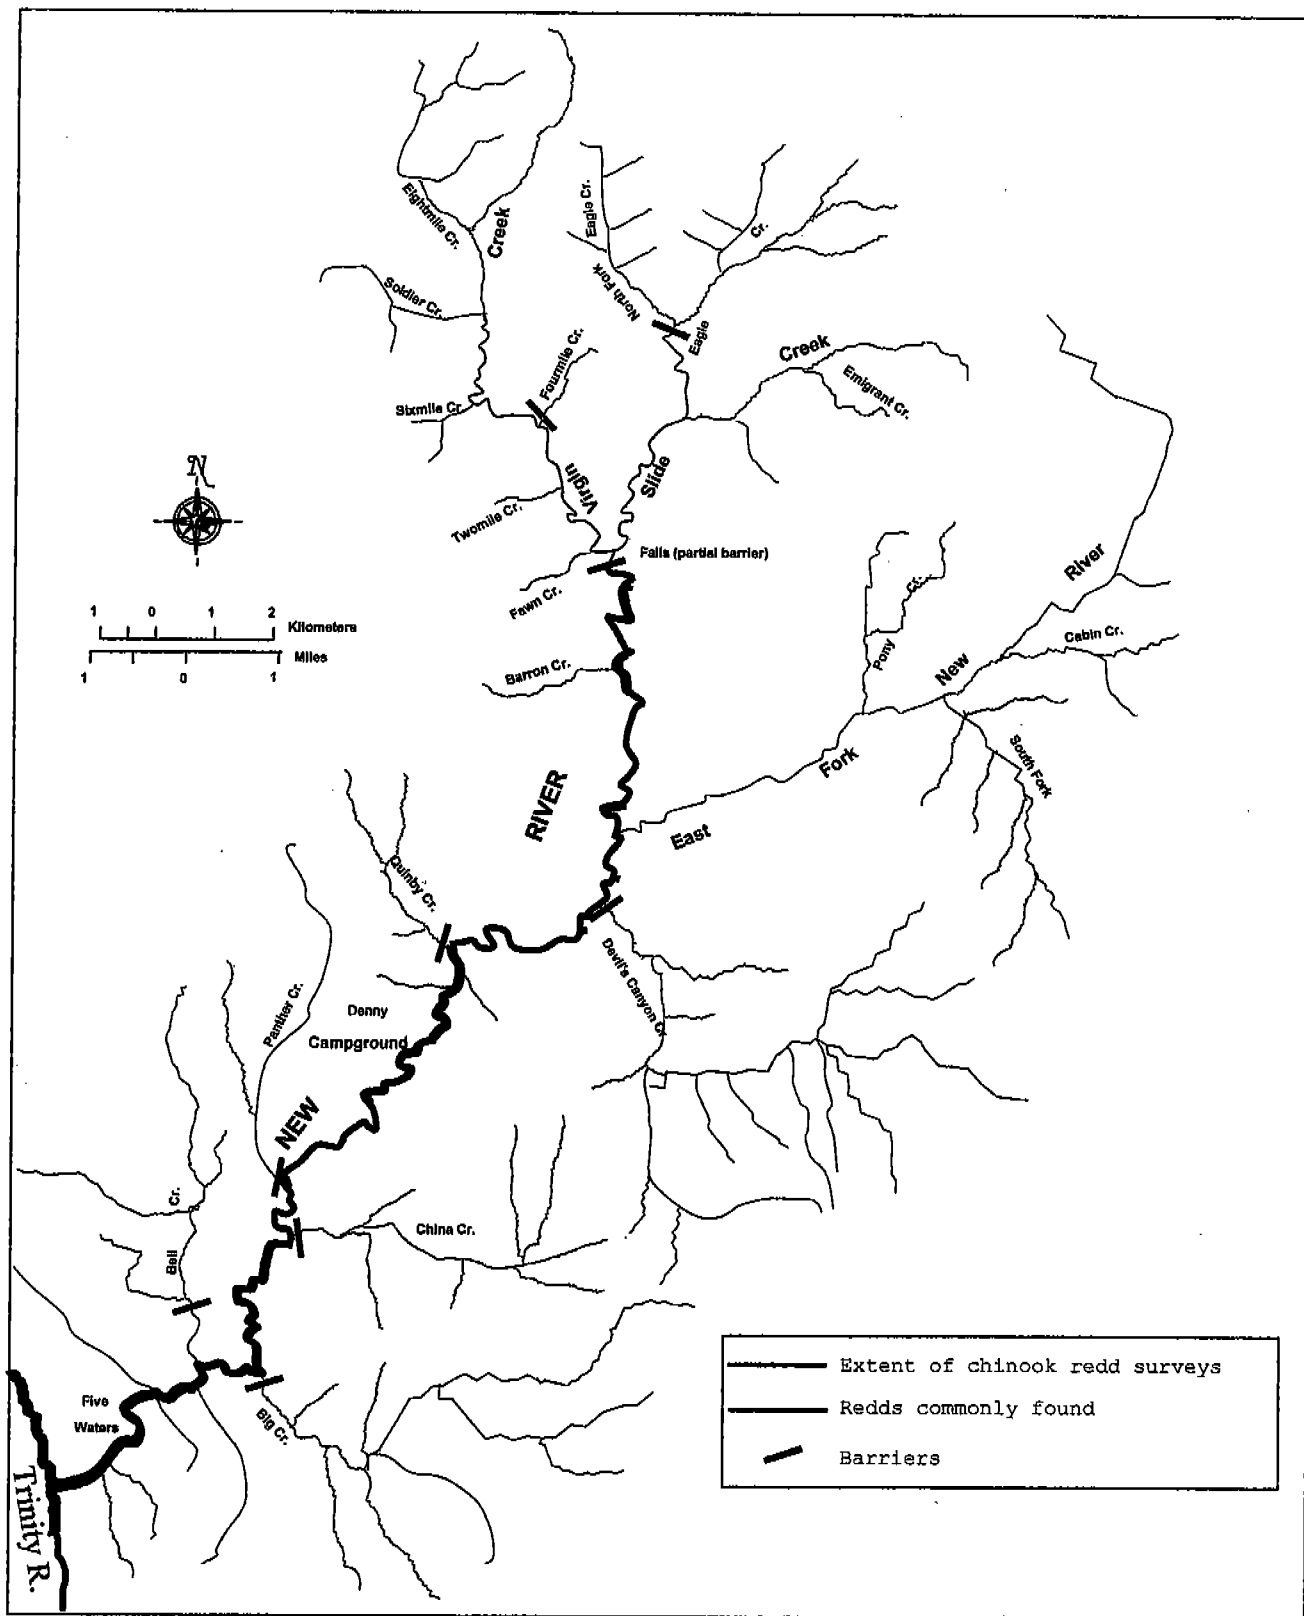 Eightmile Cr.
Creek
Eagle Cr.
Cr.
Soldier Cr.
North Fork
Eagle
Fourmile Cr.
Creek
Emigrant Cr.
Sixmile Cr.
N
Virgin
Slide
Twomile Cr.
Falls (partial barrier)
River
Cr.
Fawn Cr.
1 0 1 2
Kilometers
Miles
1 0 1
Cabin Cr.
Barron Cr.
Pony
New
South Fork
Fork
RIVER
East
Quinby Cr.
Devil's Canyon Cr
Panther Cr.
Denny
Campground
NEW
Cr.
China Cr.
Bell
Five
Waters
Big Cr.
Trinity R.
Extent of chinook redd surveys
Redds commonly found
Barriers